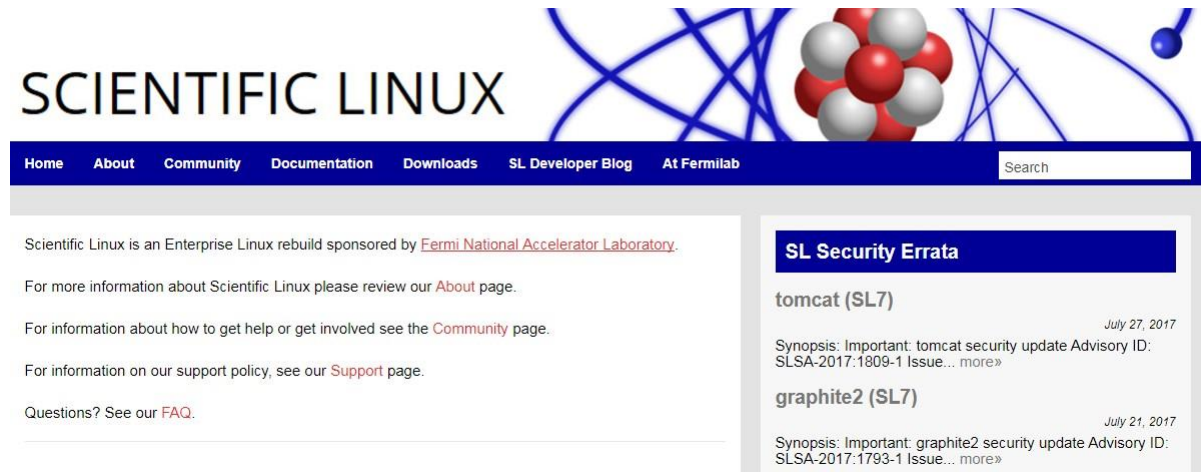 SCIENTIFIC LINUX
Home About Community Documentation Downloads SL Developer Blog At Fermilab Search
Scientific Linux is an Enterprise Linux rebuild sponsored by Fermi National Accelerator Laboratory.
For more information about Scientific Linux please review our About page.
For information about how to get help or get involved see the Community page.
For information on our support policy, see our Support page.
Questions? See our FAQ.
SL Security Errata
tomcat (SL7)
July 27, 2017
Synopsis: Important: tomcat security update Advisory ID:
SLSA-2017:1809-1 Issue... more»
graphite2 (SL7)
July 21, 2017
Synopsis: Important: graphite2 security update Advisory ID:
SLSA-2017:1793-1 Issue... more»